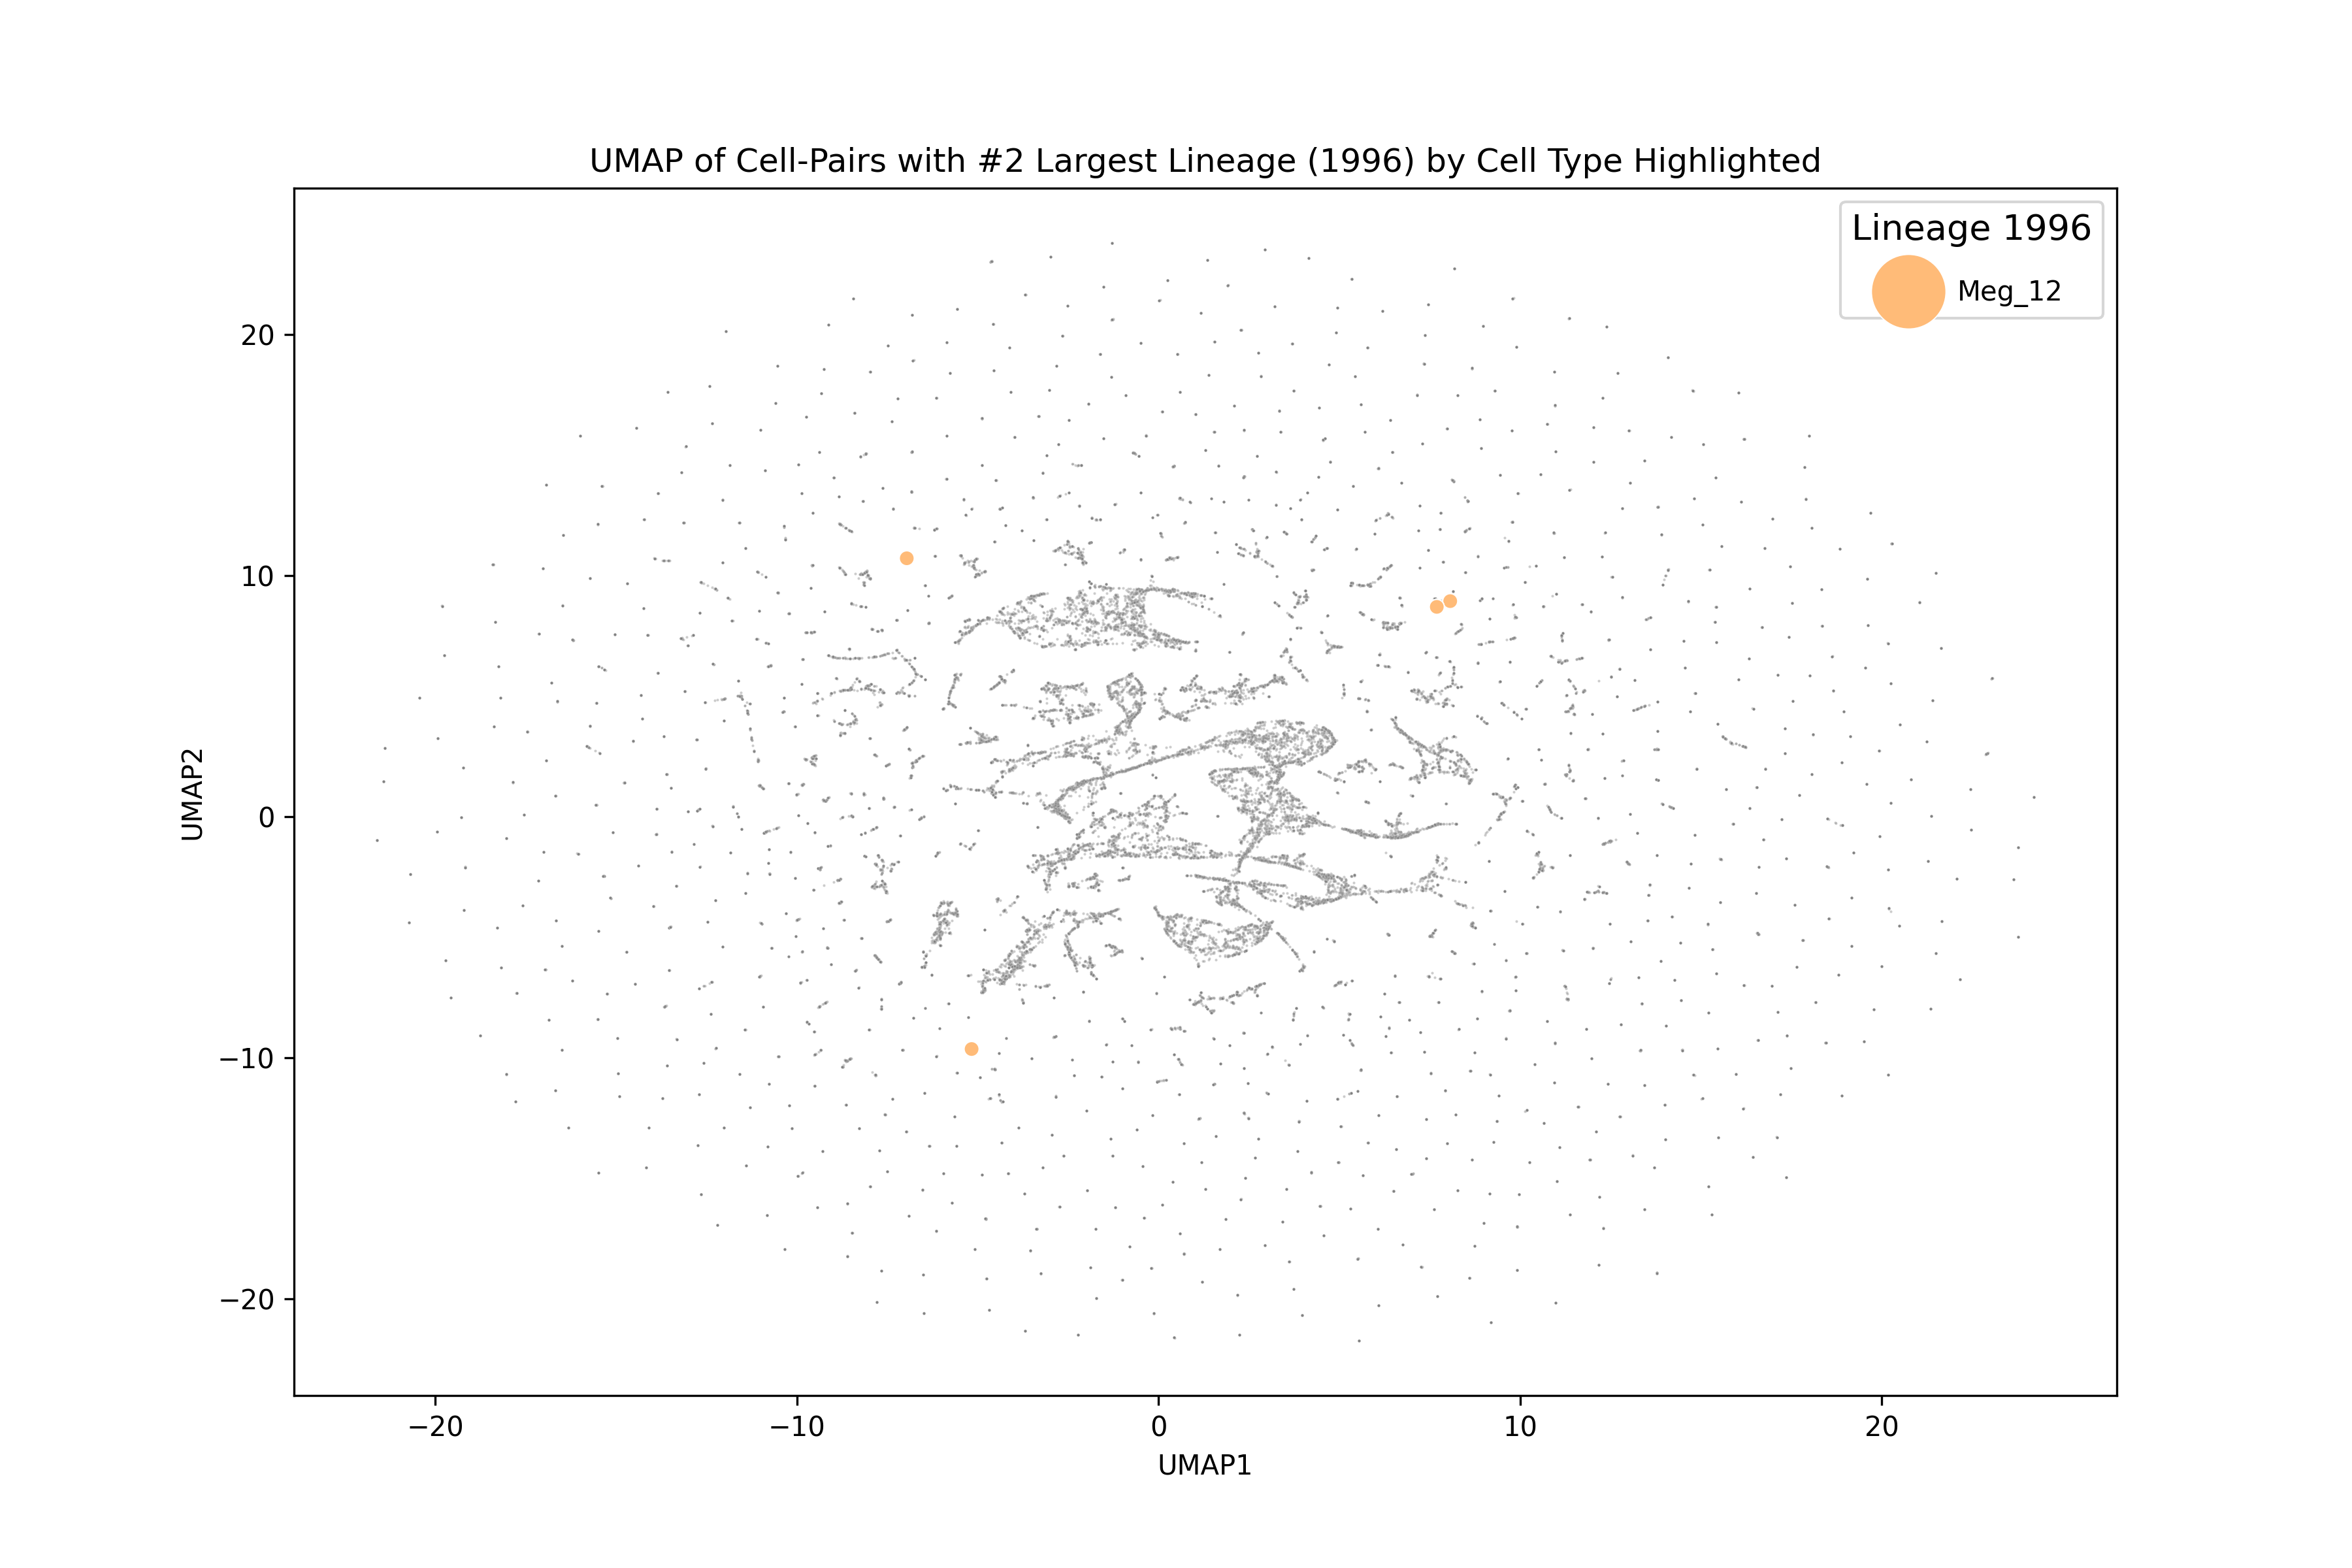 UMAP of Cell-Pairs with #2 Largest Lineage (1996) by Cell Type Highlighted
Lineage 1996
Meg_12
20
10
0
−10
−20
UMAP2
−20
−10
0
10
20
UMAP1